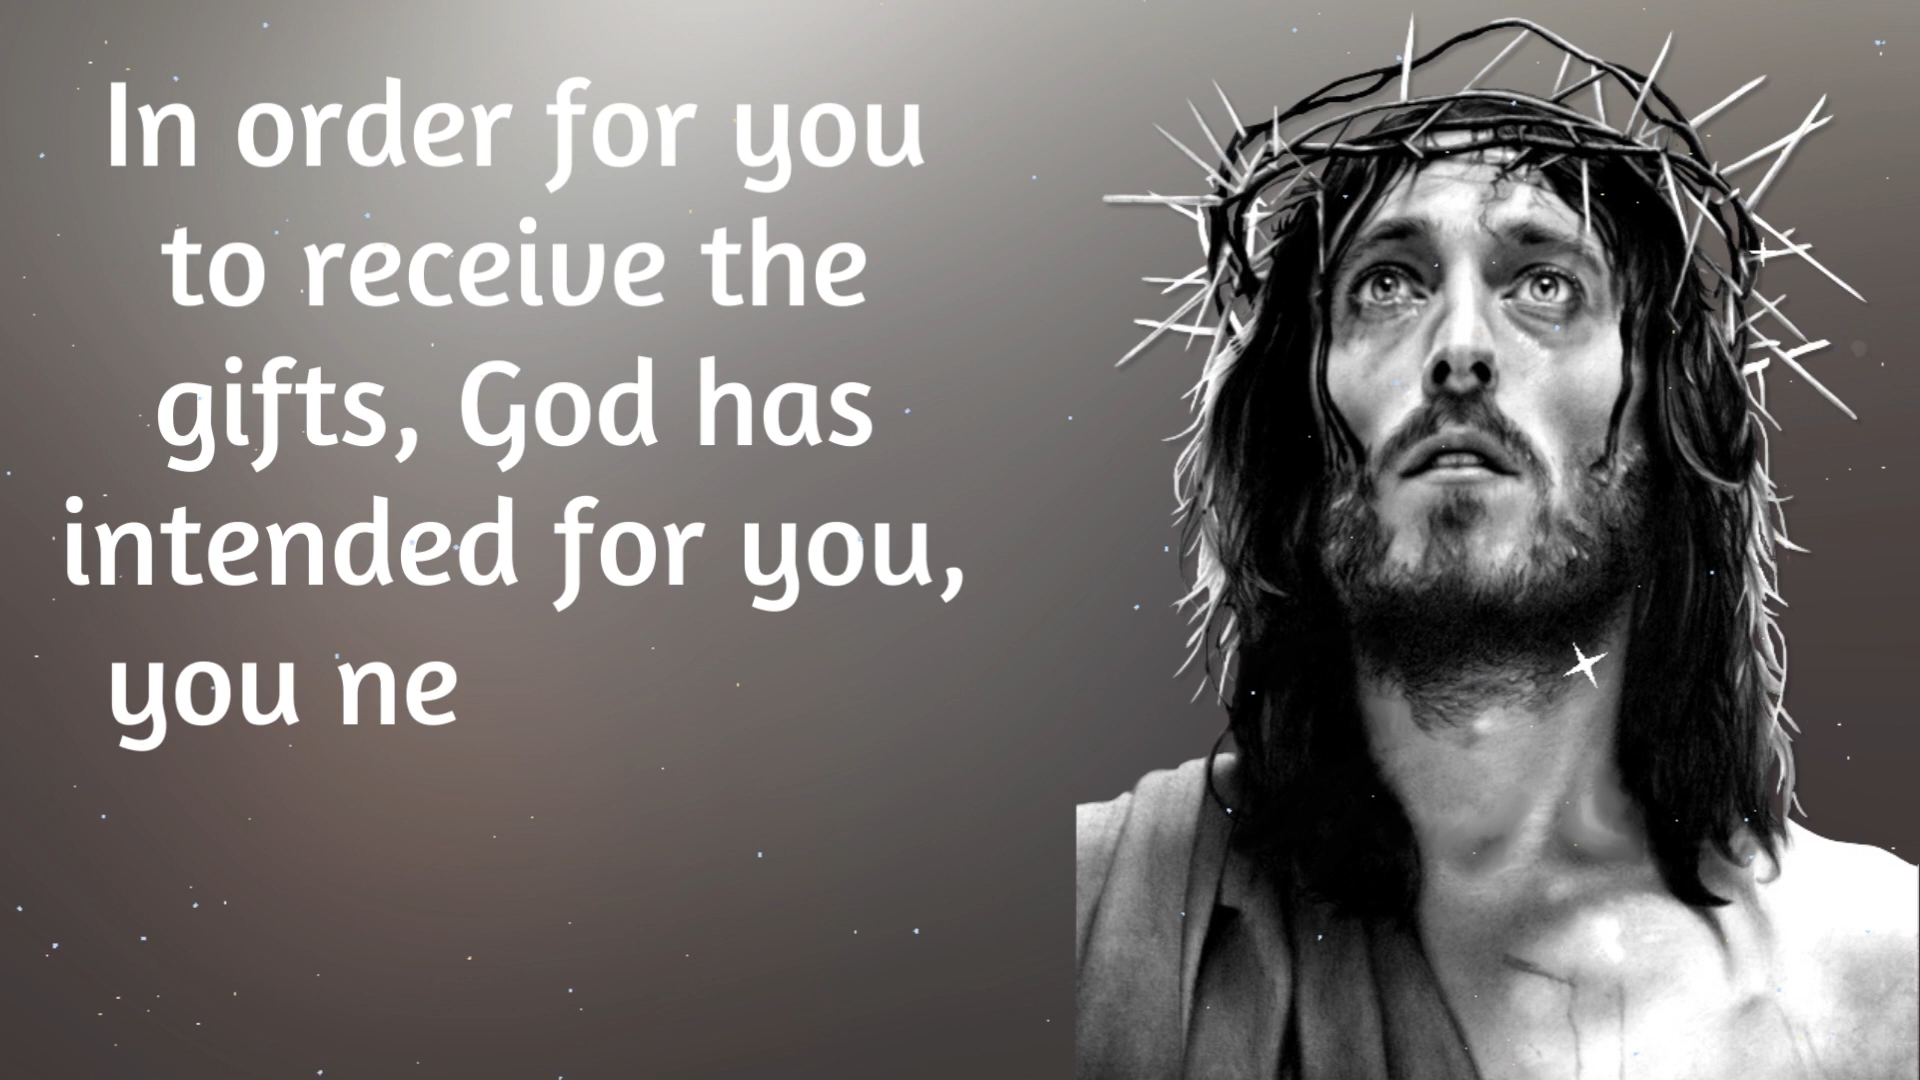 In order for you
to receive the
gifts, God has
intended for you,
you ne